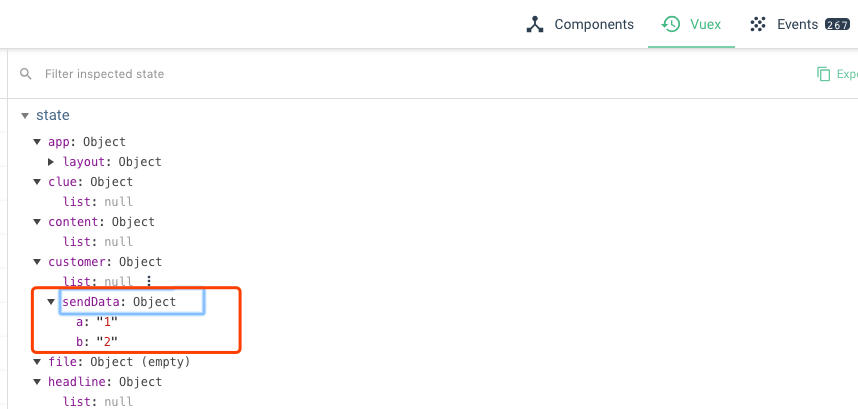 Components Vuex Events 267
Filter inspected state Expo
state
app: Object
layout: Object
clue: Object
list: null
content: Object
list: null
customer: Object
list: null
sendData: Object
a: "1"
b: "2"
file: Object (empty)
headline: Object
list: null